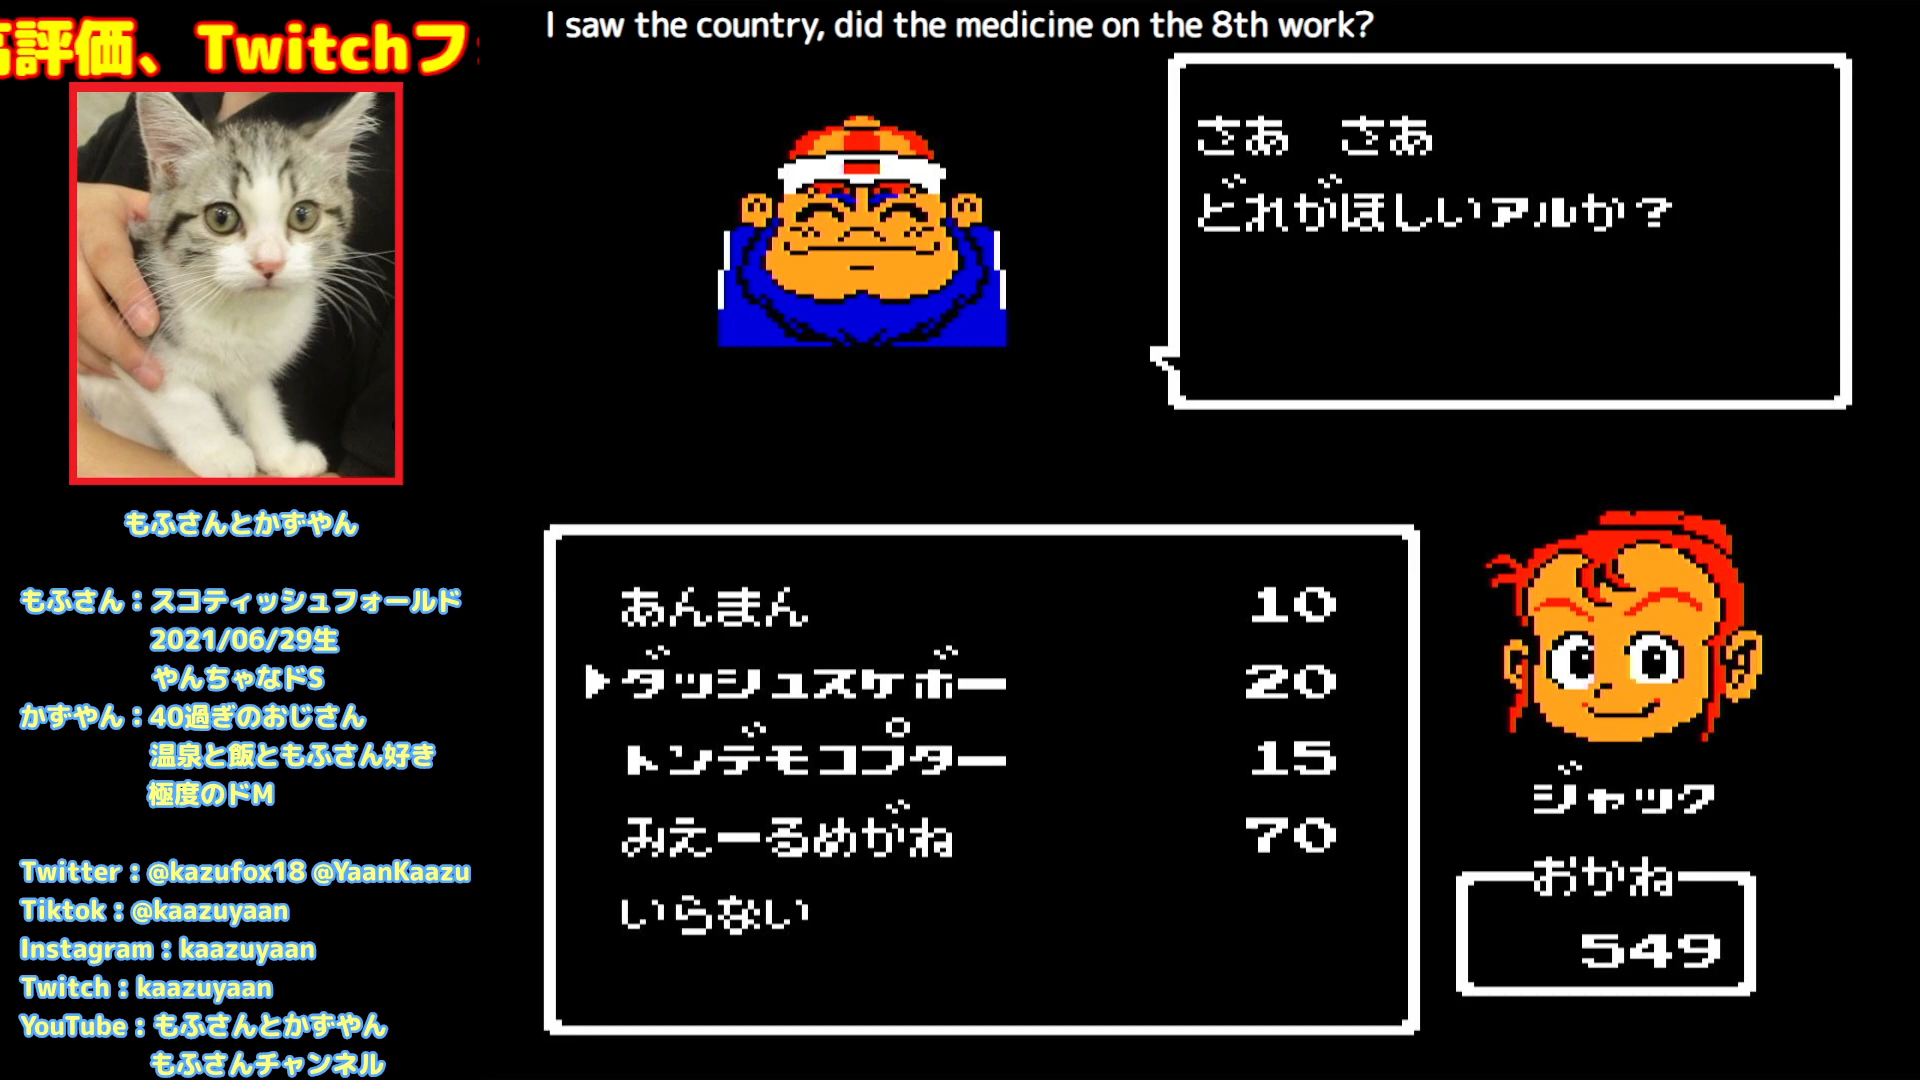 高評価、Twitchフ
もふさんとかずやん
もふさん：スコティッシュフォールド
2021/06/29生
やんちゃなドS
かずやん：40過ぎのおじさん
温泉と飯ともふさん好き
極度のドM
Twitter：@kazufox18 @YaanKaazu
Tiktok：@kaazuyaan
Instagram：kaazuyaan
Twitch：kaazuyaan
YouTube：もふさんとかずやん
もふさんチャンネル
I saw the country, did the medicine on the 8th work?
さあ　さあ
どれがほしいアルか？
あんまん 10
▶ダッシュスケボー 20
トンデモコプター 15
みえーるめがね 70
いらない
ジャック
おかね
549